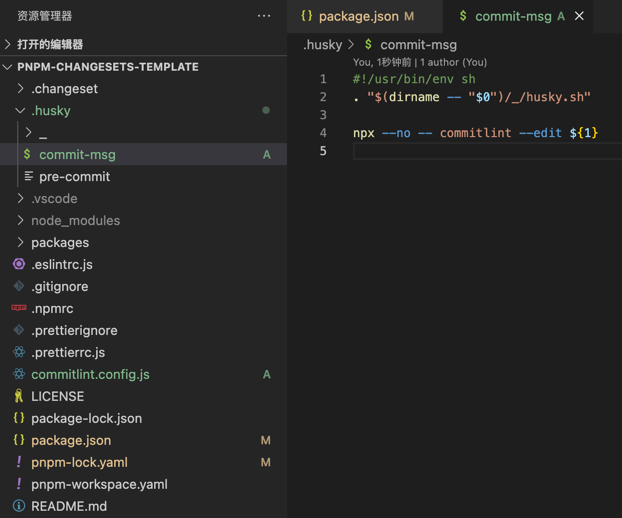 资源管理器
···
package.json M
$ commit-msg A
打开的编辑器
.husky > $ commit-msg
PNPM-CHANGESETS-TEMPLATE
You, 1秒钟前 | 1 author (You)
.changeset
1 #!/usr/bin/env sh
.husky
2 . "$(dirname -- "$0")/_/husky.sh"
3
_
4 npx --no -- commitlint --edit ${1}
$ commit-msg A
5
pre-commit
.vscode
node_modules
packages
.eslintrc.js
.gitignore
npm .npmrc
.prettierignore
.prettierrc.js
commitlint.config.js A
LICENSE
{} package-lock.json
{} package.json M
! pnpm-lock.yaml M
! pnpm-workspace.yaml
README.md